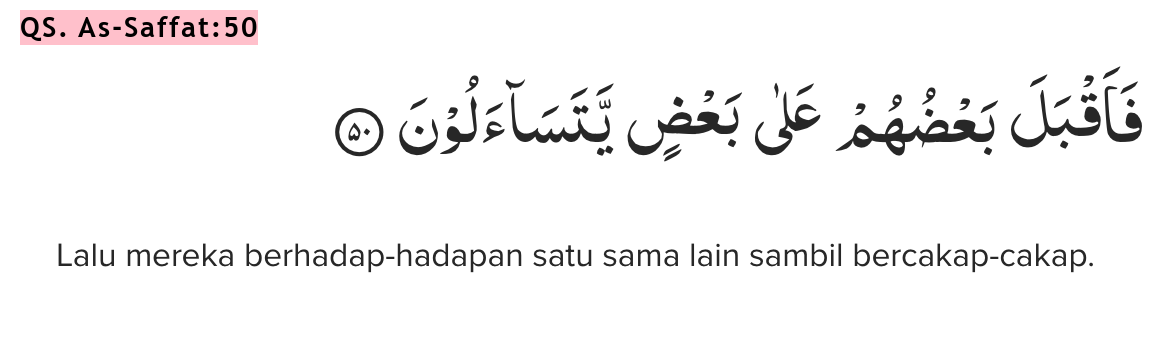 QS. As-Saffat:50
فَاَقْبَلَ بَعْضُهُمْ عَلٰى بَعْضٍ يَّتَسَاۤءَلُوْنَ ۝٥٠
Lalu mereka berhadap-hadapan satu sama lain sambil bercakap-cakap.